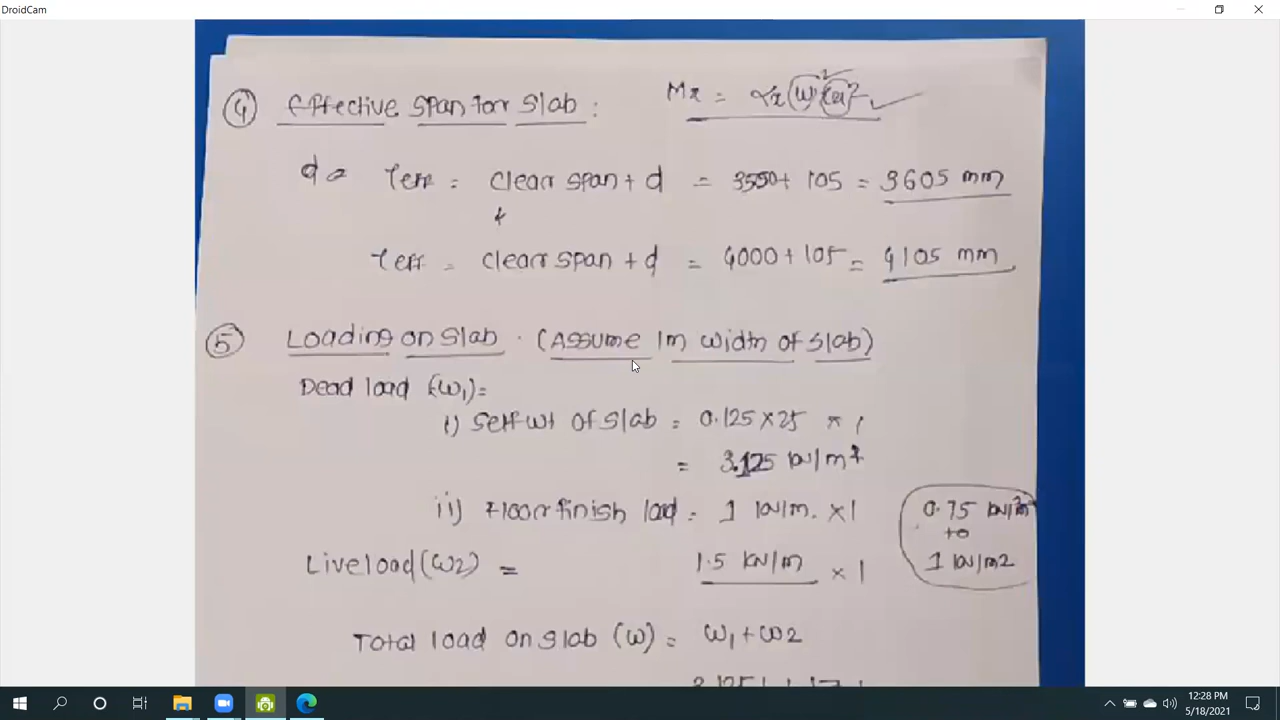 DroidCam
④ Effective span for slab :
Mx = αx (w) (le)²
d = leff = clear span + d = 3500 + 105 = 3605 mm
&
leff = clear span + d = 4000 + 105 = 4105 mm
⑤ Loading on slab . (Assume 1m width of slab)
Dead load (w1) =
i) Self wt of slab = 0.125 × 25 × 1
= 3.125 kN/m²
ii) Floor finish load = 1 kN/m. × 1
0.75 kN/m²
to
1 kN/m2
Live load (w2) = 1.5 kN/m × 1
Total load on slab (w) = w1 + w2
12:28 PM
5/18/2021